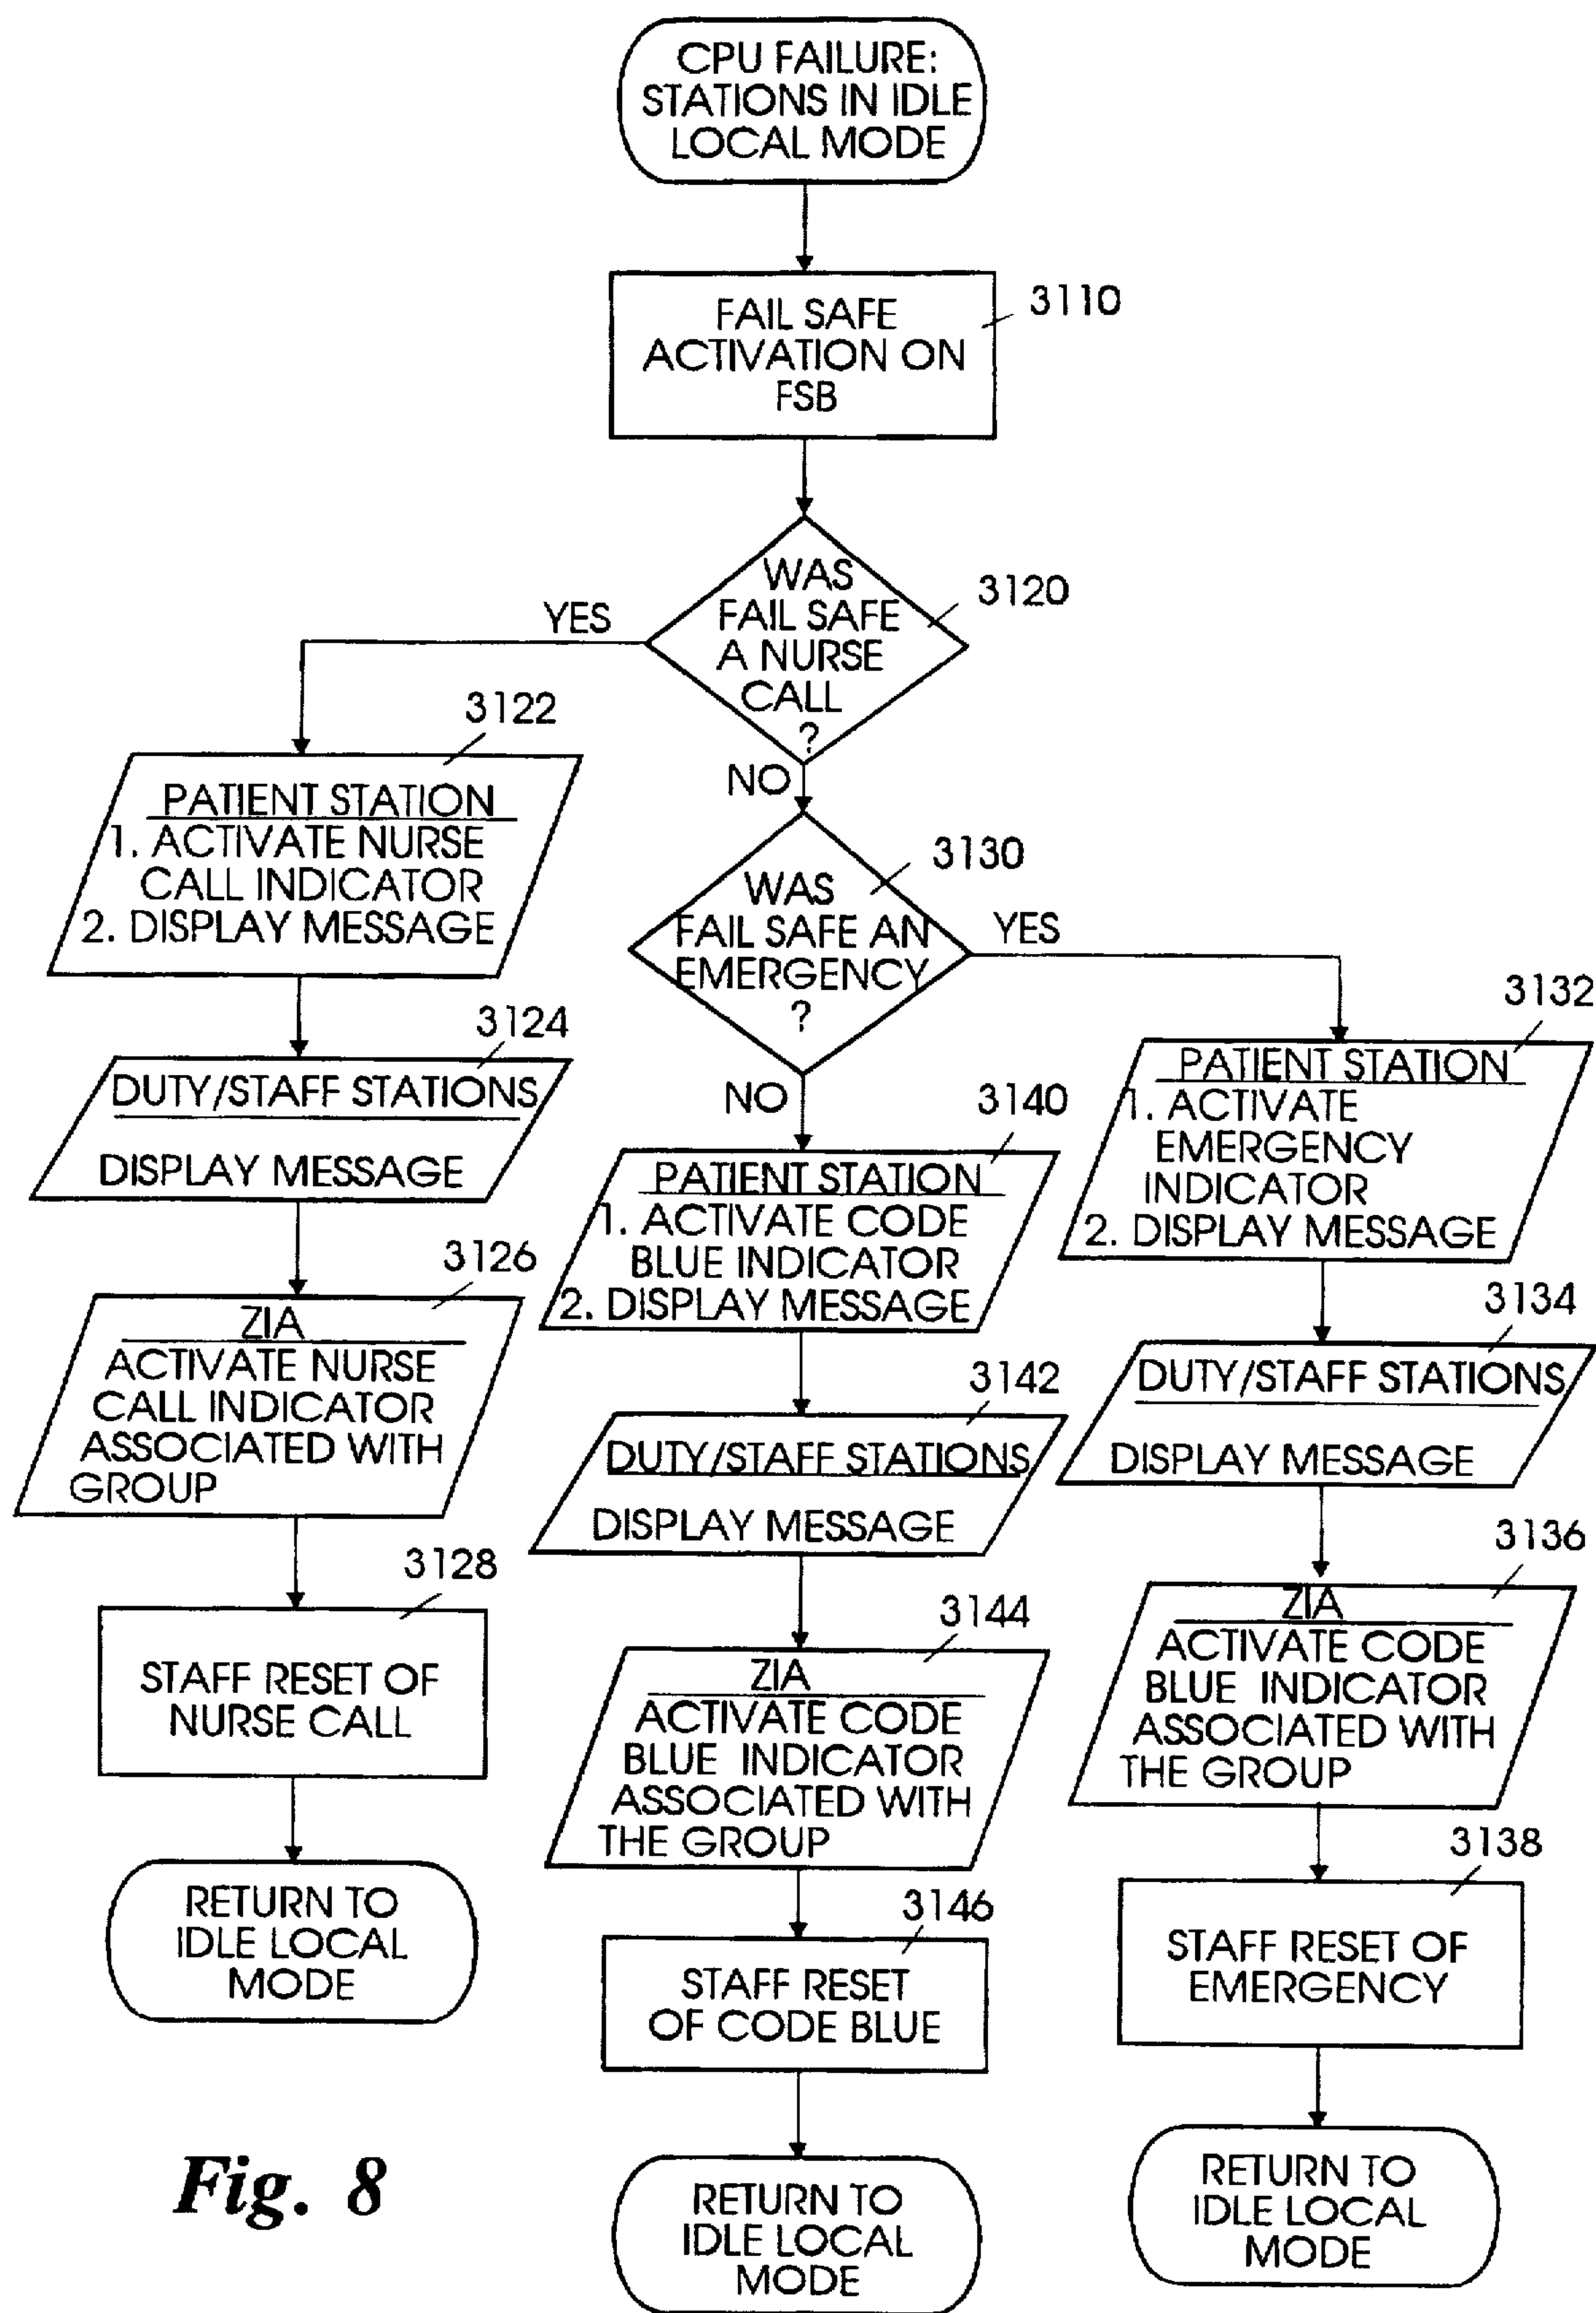 CPU FAILURE:
STATIONS IN IDLE
LOCAL MODE
3110
FAIL SAFE
ACTIVATION ON
FSB
3120
WAS
FAIL SAFE
A NURSE
CALL
?
YES
NO
3122
PATIENT STATION
1. ACTIVATE NURSE
CALL INDICATOR
2. DISPLAY MESSAGE
3124
DUTY/STAFF STATIONS
DISPLAY MESSAGE
3126
ZIA
ACTIVATE NURSE
CALL INDICATOR
ASSOCIATED WITH
GROUP
3128
STAFF RESET OF
NURSE CALL
RETURN TO
IDLE LOCAL
MODE
3130
WAS
FAIL SAFE AN
EMERGENCY
?
YES
NO
3140
PATIENT STATION
1. ACTIVATE CODE
BLUE INDICATOR
2. DISPLAY MESSAGE
3142
DUTY/STAFF STATIONS
DISPLAY MESSAGE
3144
ZIA
ACTIVATE CODE
BLUE INDICATOR
ASSOCIATED WITH
THE GROUP
3146
STAFF RESET
OF CODE BLUE
RETURN TO
IDLE LOCAL
MODE
3132
PATIENT STATION
1. ACTIVATE
EMERGENCY
INDICATOR
2. DISPLAY MESSAGE
3134
DUTY/STAFF STATIONS
DISPLAY MESSAGE
3136
ZIA
ACTIVATE CODE
BLUE INDICATOR
ASSOCIATED WITH
THE GROUP
3138
STAFF RESET OF
EMERGENCY
RETURN TO
IDLE LOCAL
MODE
Fig. 8